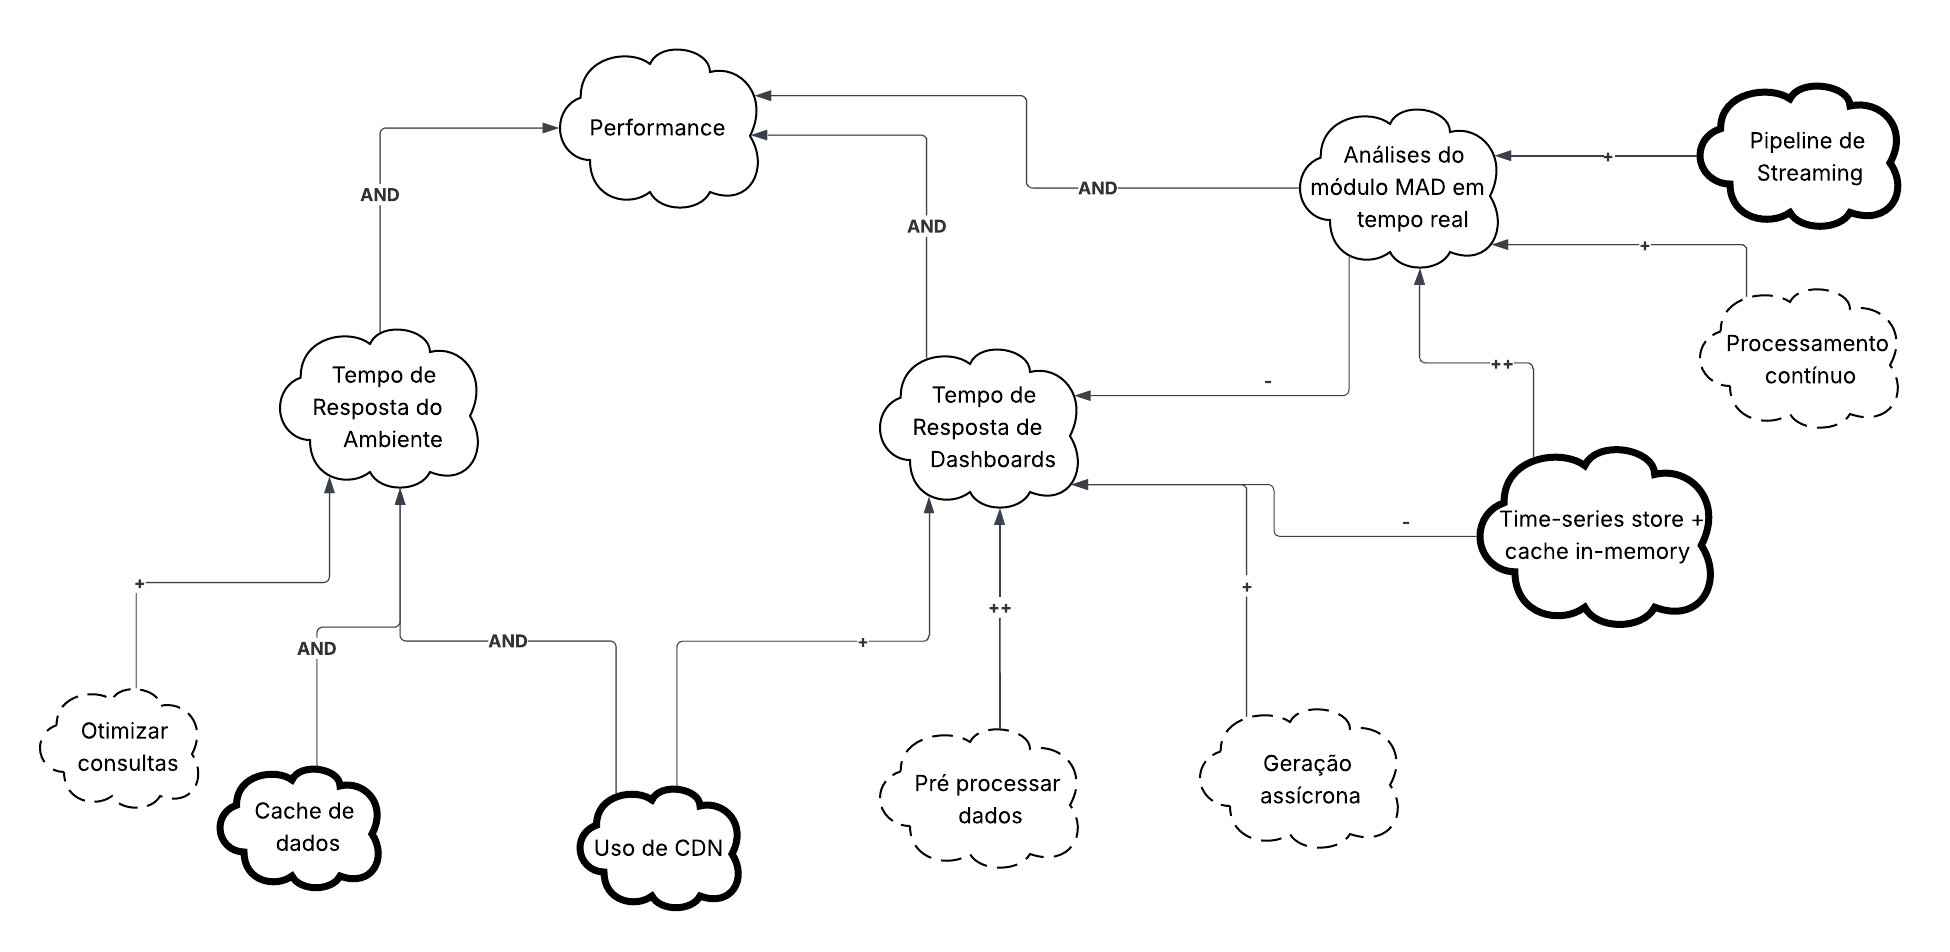 Performance
AND
AND
AND
Análises do
módulo MAD em
tempo real
+
Pipeline de
Streaming
+
Processamento
contínuo
++
Tempo de
Resposta do
Ambiente
Tempo de
Resposta de
Dashboards
-
-
Time-series store +
cache in-memory
+
AND
AND
+
++
+
Otimizar
consultas
Cache de
dados
Uso de CDN
Pré processar
dados
Geração
assícrona